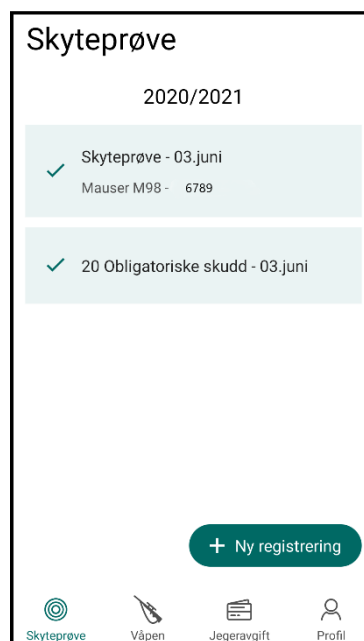 Skyteprøve
2020/2021
Skyteprøve - 03.juni
Mauser M98 - 6789
20 Obligatoriske skudd - 03.juni
+ Ny registrering
Skyteprøve Våpen Jegeravgift Profil